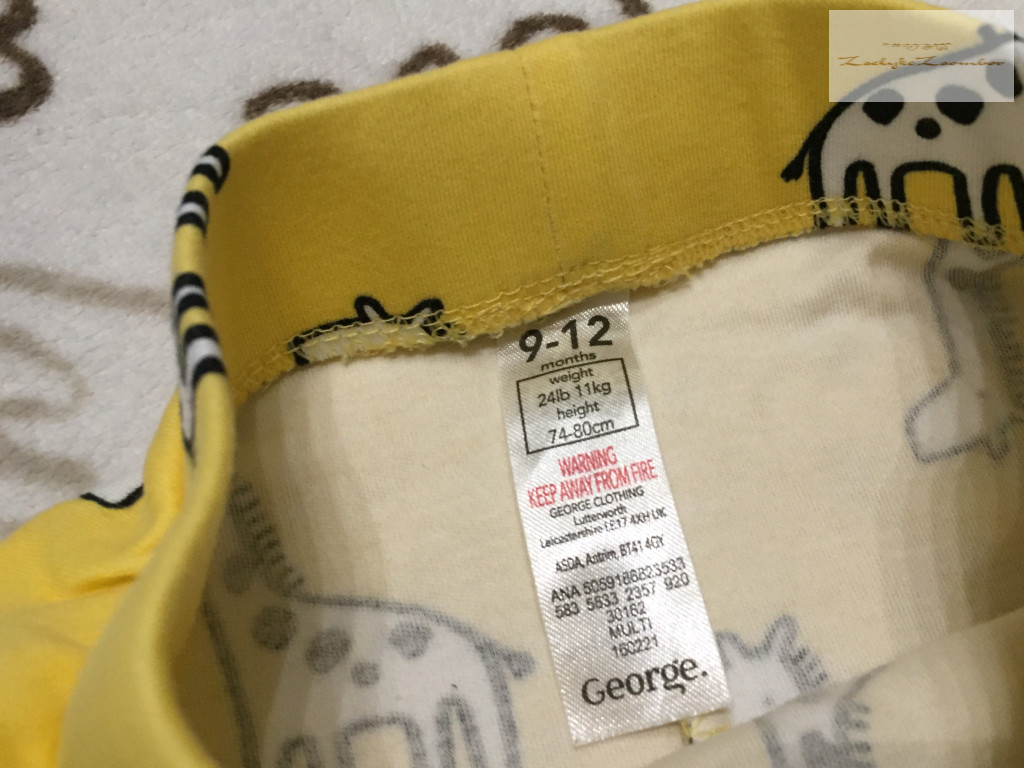 9-12
months
weight
24lb 11kg
height
74-80cm
WARNING
KEEP AWAY FROM FIRE
GEORGE CLOTHING
Lutterworth
Leicestershire LE17 4XH UK
ASDA, Antrim, BT41 4GY
ANA 5059186823533
583 5633 2357 920
30162
MULTI
160221
George.